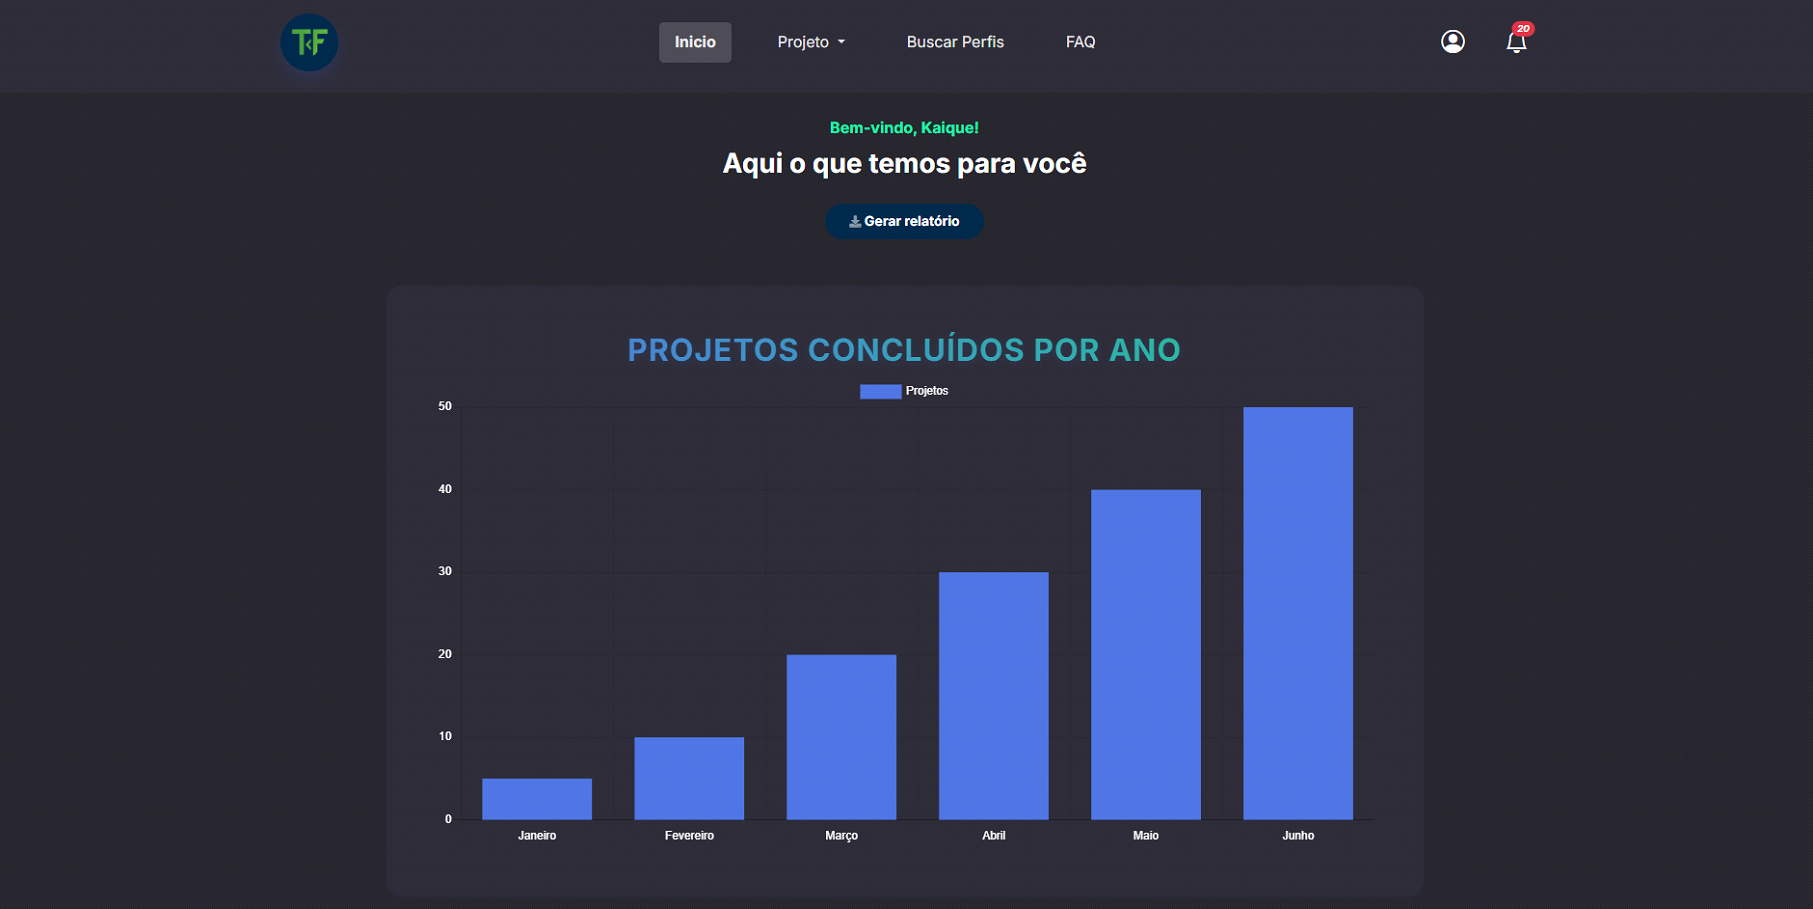 TKF
Inicio
Projeto
Buscar Perfis
FAQ
20
Bem-vindo, Kaique!
Aqui o que temos para você
Gerar relatório
PROJETOS CONCLUÍDOS POR ANO
Projetos
50
40
30
20
10
0
Janeiro
Fevereiro
Março
Abril
Maio
Junho